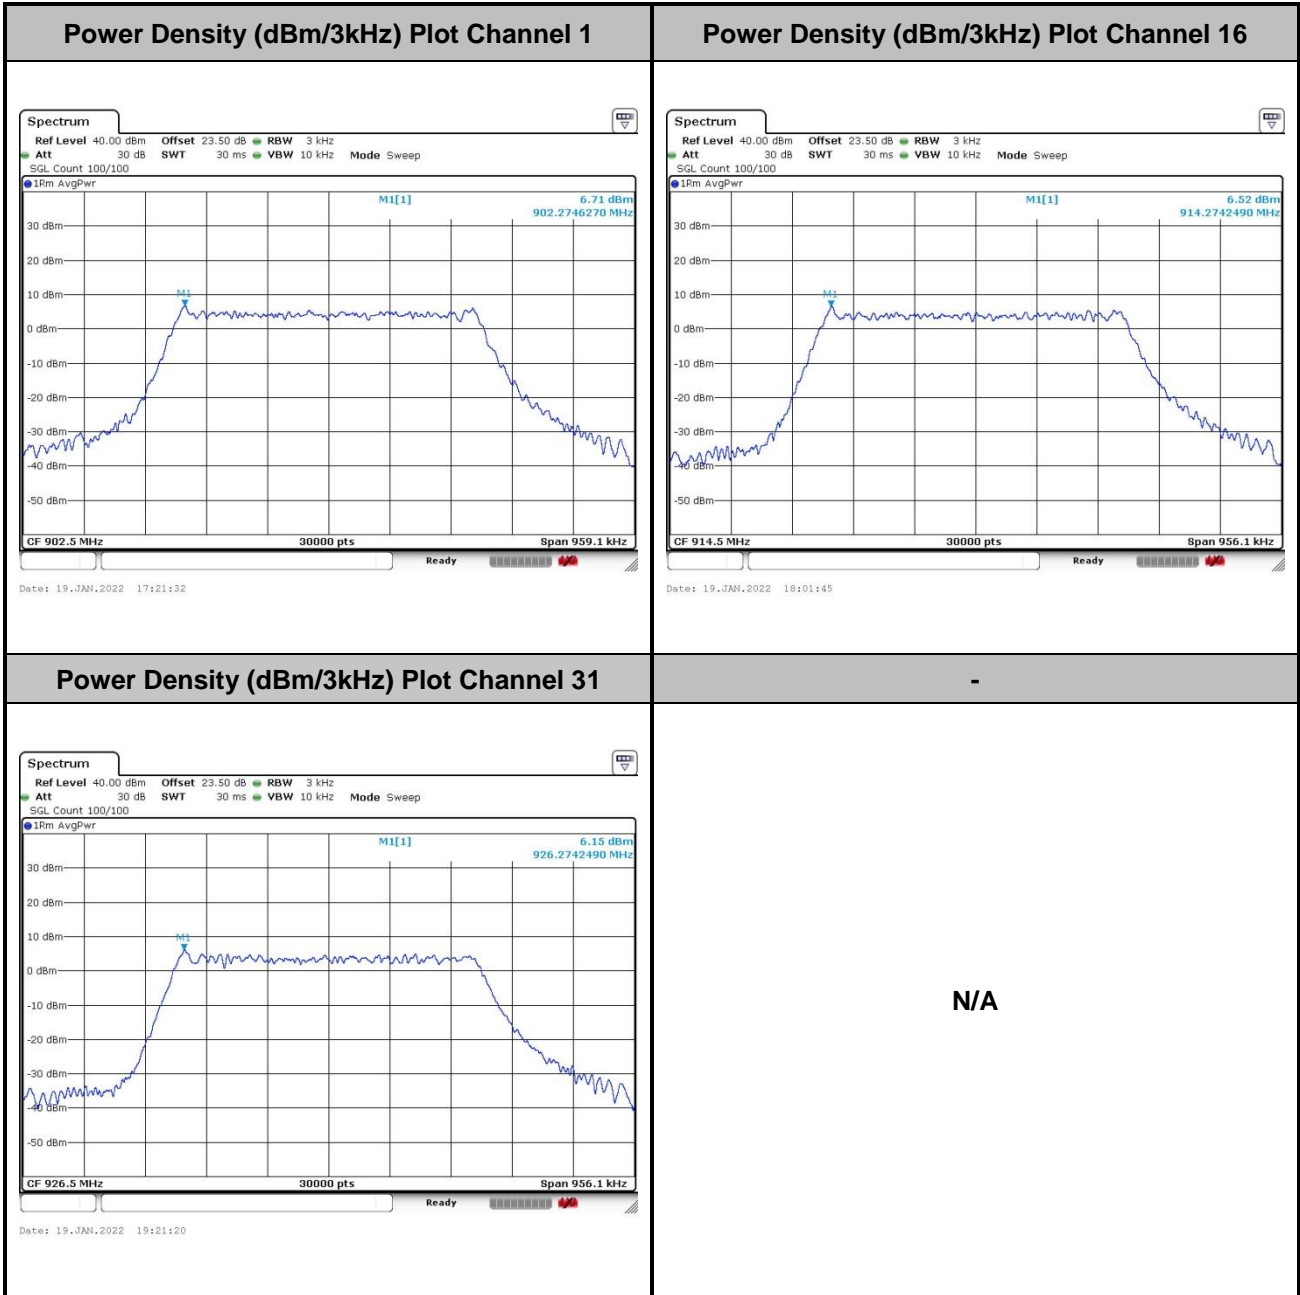 Power Density (dBm/3kHz) Plot Channel 1
Power Density (dBm/3kHz) Plot Channel 16
Spectrum
Ref Level 40.00 dBm Offset 23.50 dB RBW 3 kHz
Att 30 dB SWT 30 ms VBW 10 kHz Mode Sweep
SGL Count 100/100
1Rm AvgPwr
M1[1] 6.71 dBm
902.2746270 MHz
30 dBm
20 dBm
10 dBm
M1
0 dBm
-10 dBm
-20 dBm
-30 dBm
-40 dBm
-50 dBm
CF 902.5 MHz 30000 pts Span 959.1 kHz
Ready
Date: 19.JAN.2022 17:21:32
Spectrum
Ref Level 40.00 dBm Offset 23.50 dB RBW 3 kHz
Att 30 dB SWT 30 ms VBW 10 kHz Mode Sweep
SGL Count 100/100
1Rm AvgPwr
M1[1] 6.52 dBm
914.2742490 MHz
30 dBm
20 dBm
10 dBm
M1
0 dBm
-10 dBm
-20 dBm
-30 dBm
-40 dBm
-50 dBm
CF 914.5 MHz 30000 pts Span 956.1 kHz
Ready
Date: 19.JAN.2022 18:01:45
Power Density (dBm/3kHz) Plot Channel 31
-
Spectrum
Ref Level 40.00 dBm Offset 23.50 dB RBW 3 kHz
Att 30 dB SWT 30 ms VBW 10 kHz Mode Sweep
SGL Count 100/100
1Rm AvgPwr
M1[1] 6.15 dBm
926.2742490 MHz
30 dBm
20 dBm
10 dBm
M1
0 dBm
-10 dBm
-20 dBm
-30 dBm
-40 dBm
-50 dBm
CF 926.5 MHz 30000 pts Span 956.1 kHz
Ready
Date: 19.JAN.2022 19:21:20
N/A